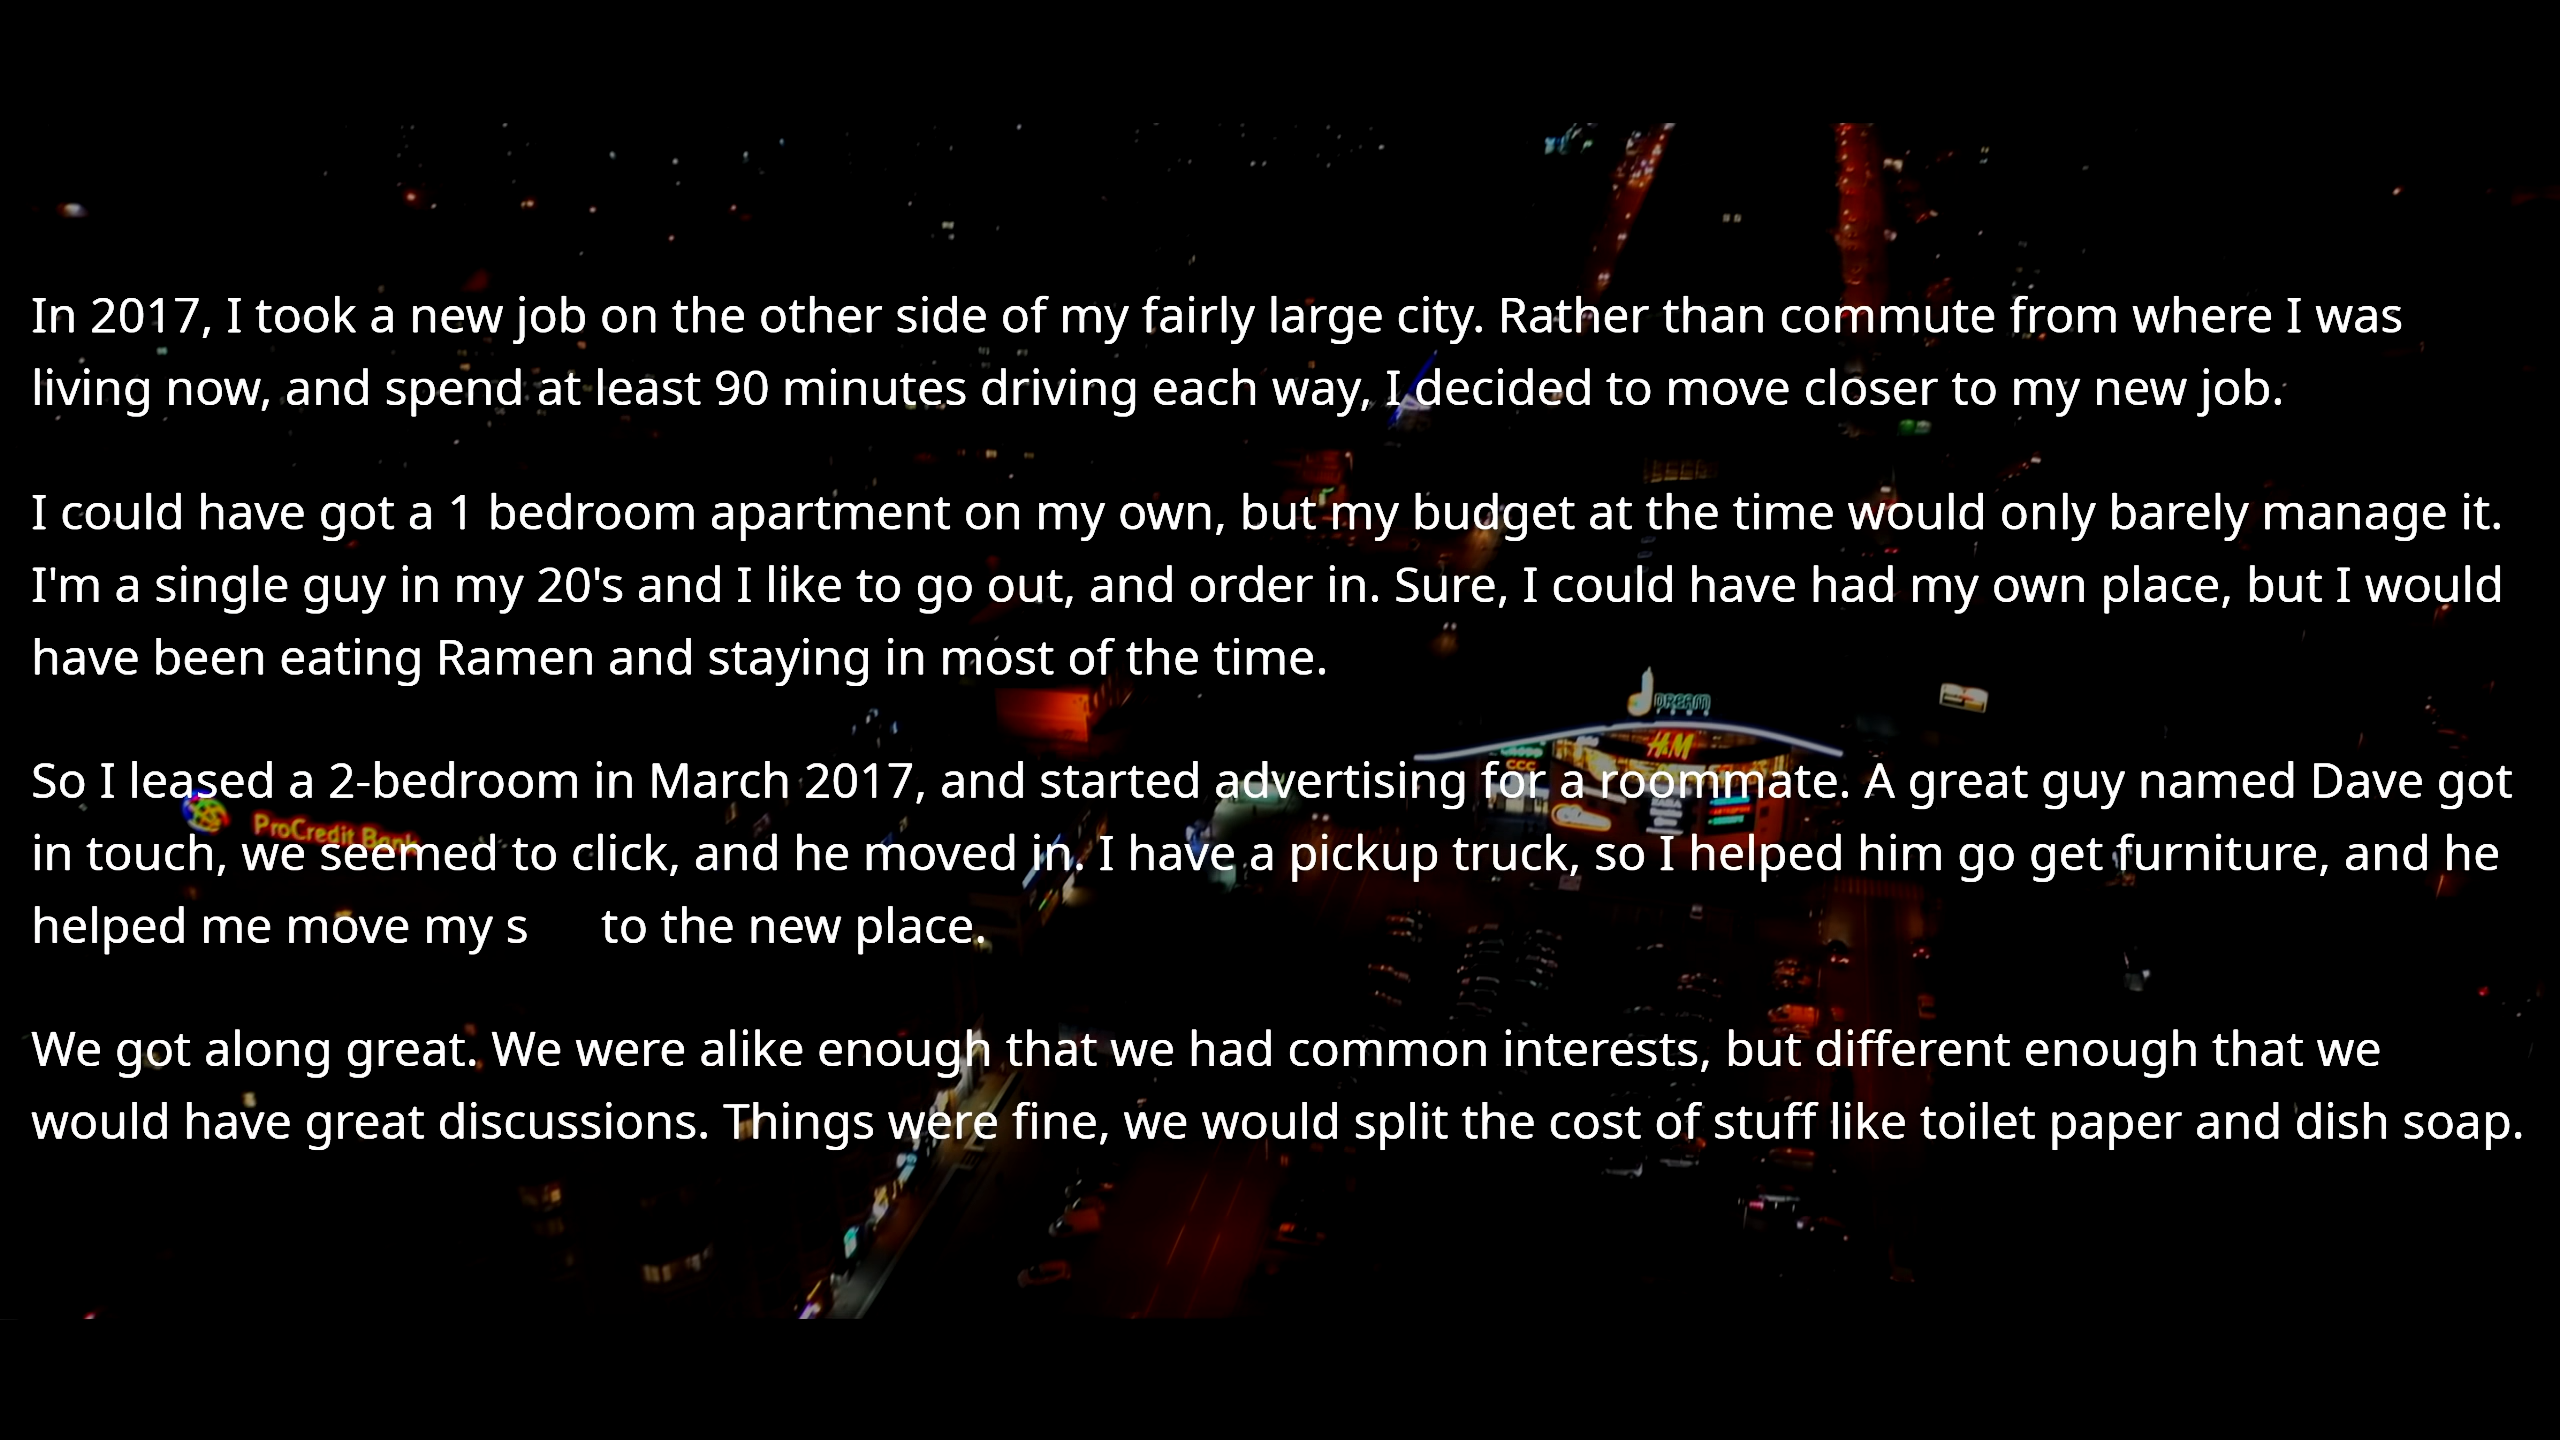 In 2017, I took a new job on the other side of my fairly large city. Rather than commute from where I was
living now, and spend at least 90 minutes driving each way, I decided to move closer to my new job.
I could have got a 1 bedroom apartment on my own, but my budget at the time would only barely manage it.
I'm a single guy in my 20's and I like to go out, and order in. Sure, I could have had my own place, but I would
have been eating Ramen and staying in most of the time.
DREAM
H&M
CCC
So I leased a 2-bedroom in March 2017, and started advertising for a roommate. A great guy named Dave got
ProCredit Bank
in touch, we seemed to click, and he moved in. I have a pickup truck, so I helped him go get furniture, and he
helped me move my s to the new place.
We got along great. We were alike enough that we had common interests, but different enough that we
would have great discussions. Things were fine, we would split the cost of stuff like toilet paper and dish soap.